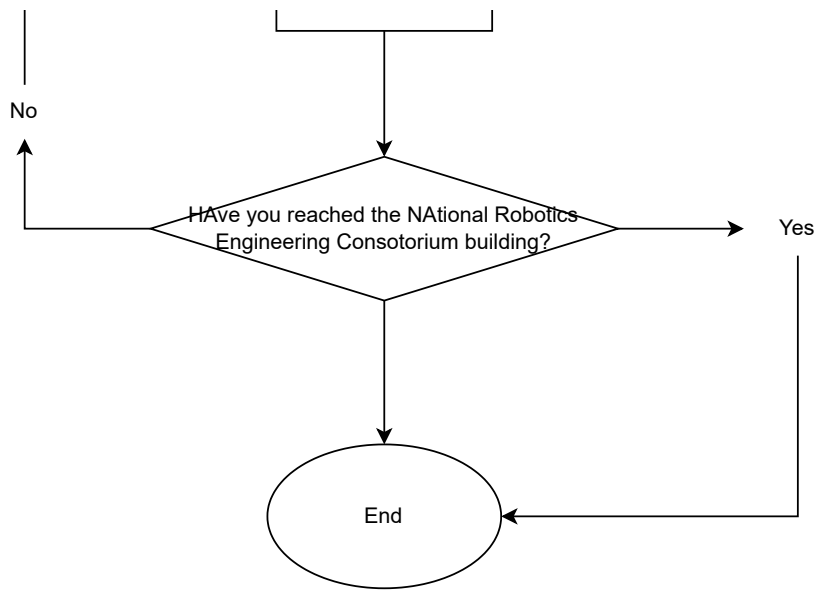 No
HAve you reached the NAtional Robotics
Engineering Consotorium building?
Yes
End